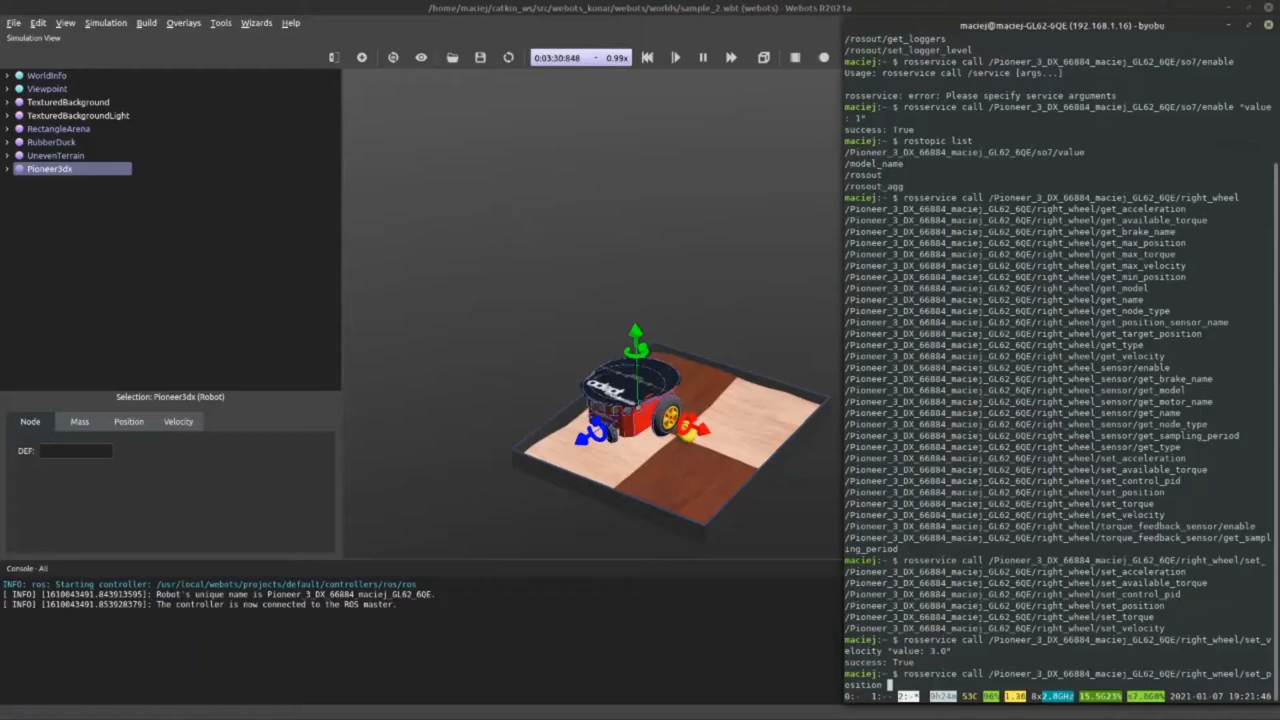 /home/maciej/catkin_ws/src/webots_konar/webots/worlds/sample_2.wbt (webots) - Webots R2021a
File Edit View Simulation Build Overlays Tools Wizards Help
Simulation View
0:03:30:848 - 0.99x
WorldInfo
Viewpoint
TexturedBackground
TexturedBackgroundLight
RectangleArena
RubberDuck
UnevenTerrain
Pioneer3dx
Selection: Pioneer3dx (Robot)
Node Mass Position Velocity
DEF:
adept
Console - All
INFO: ros: Starting controller: /usr/local/webots/projects/default/controllers/ros/ros
[ INFO] [1610043491.843913595]: Robot's unique name is Pioneer_3_DX_66884_maciej_GL62_6QE.
[ INFO] [1610043491.853928379]: The controller is now connected to the ROS master.
maciej@maciej-GL62-6QE (192.168.1.16) - byobu
/rosout/get_loggers
/rosout/set_logger_level
maciej:~ $ rosservice call /Pioneer_3_DX_66884_maciej_GL62_6QE/so7/enable
Usage: rosservice call /service [args...]
rosservice: error: Please specify service arguments
maciej:~ $ rosservice call /Pioneer_3_DX_66884_maciej_GL62_6QE/so7/enable "value
: 1"
success: True
maciej:~ $ rostopic list
/Pioneer_3_DX_66884_maciej_GL62_6QE/so7/value
/model_name
/rosout
/rosout_agg
maciej:~ $ rosservice call /Pioneer_3_DX_66884_maciej_GL62_6QE/right_wheel
/Pioneer_3_DX_66884_maciej_GL62_6QE/right_wheel/get_acceleration
/Pioneer_3_DX_66884_maciej_GL62_6QE/right_wheel/get_available_torque
/Pioneer_3_DX_66884_maciej_GL62_6QE/right_wheel/get_brake_name
/Pioneer_3_DX_66884_maciej_GL62_6QE/right_wheel/get_max_position
/Pioneer_3_DX_66884_maciej_GL62_6QE/right_wheel/get_max_torque
/Pioneer_3_DX_66884_maciej_GL62_6QE/right_wheel/get_max_velocity
/Pioneer_3_DX_66884_maciej_GL62_6QE/right_wheel/get_min_position
/Pioneer_3_DX_66884_maciej_GL62_6QE/right_wheel/get_model
/Pioneer_3_DX_66884_maciej_GL62_6QE/right_wheel/get_name
/Pioneer_3_DX_66884_maciej_GL62_6QE/right_wheel/get_node_type
/Pioneer_3_DX_66884_maciej_GL62_6QE/right_wheel/get_position_sensor_name
/Pioneer_3_DX_66884_maciej_GL62_6QE/right_wheel/get_target_position
/Pioneer_3_DX_66884_maciej_GL62_6QE/right_wheel/get_type
/Pioneer_3_DX_66884_maciej_GL62_6QE/right_wheel/get_velocity
/Pioneer_3_DX_66884_maciej_GL62_6QE/right_wheel_sensor/enable
/Pioneer_3_DX_66884_maciej_GL62_6QE/right_wheel_sensor/get_brake_name
/Pioneer_3_DX_66884_maciej_GL62_6QE/right_wheel_sensor/get_model
/Pioneer_3_DX_66884_maciej_GL62_6QE/right_wheel_sensor/get_motor_name
/Pioneer_3_DX_66884_maciej_GL62_6QE/right_wheel_sensor/get_name
/Pioneer_3_DX_66884_maciej_GL62_6QE/right_wheel_sensor/get_node_type
/Pioneer_3_DX_66884_maciej_GL62_6QE/right_wheel_sensor/get_sampling_period
/Pioneer_3_DX_66884_maciej_GL62_6QE/right_wheel_sensor/get_type
/Pioneer_3_DX_66884_maciej_GL62_6QE/right_wheel/set_acceleration
/Pioneer_3_DX_66884_maciej_GL62_6QE/right_wheel/set_available_torque
/Pioneer_3_DX_66884_maciej_GL62_6QE/right_wheel/set_control_pid
/Pioneer_3_DX_66884_maciej_GL62_6QE/right_wheel/set_position
/Pioneer_3_DX_66884_maciej_GL62_6QE/right_wheel/set_torque
/Pioneer_3_DX_66884_maciej_GL62_6QE/right_wheel/set_velocity
/Pioneer_3_DX_66884_maciej_GL62_6QE/right_wheel/torque_feedback_sensor/enable
/Pioneer_3_DX_66884_maciej_GL62_6QE/right_wheel/torque_feedback_sensor/get_sampl
ing_period
maciej:~ $ rosservice call /Pioneer_3_DX_66884_maciej_GL62_6QE/right_wheel/set_
/Pioneer_3_DX_66884_maciej_GL62_6QE/right_wheel/set_acceleration
/Pioneer_3_DX_66884_maciej_GL62_6QE/right_wheel/set_available_torque
/Pioneer_3_DX_66884_maciej_GL62_6QE/right_wheel/set_control_pid
/Pioneer_3_DX_66884_maciej_GL62_6QE/right_wheel/set_position
/Pioneer_3_DX_66884_maciej_GL62_6QE/right_wheel/set_torque
/Pioneer_3_DX_66884_maciej_GL62_6QE/right_wheel/set_velocity
maciej:~ $ rosservice call /Pioneer_3_DX_66884_maciej_GL62_6QE/right_wheel/set_v
elocity "value: 3.0"
success: True
maciej:~ $ rosservice call /Pioneer_3_DX_66884_maciej_GL62_6QE/right_wheel/set_p
osition
0:- 1:-- 2:-* 9h24m 53C 96% 1.36 8x2.8GHz 15.5G23% 2021-01-07 19:21:46